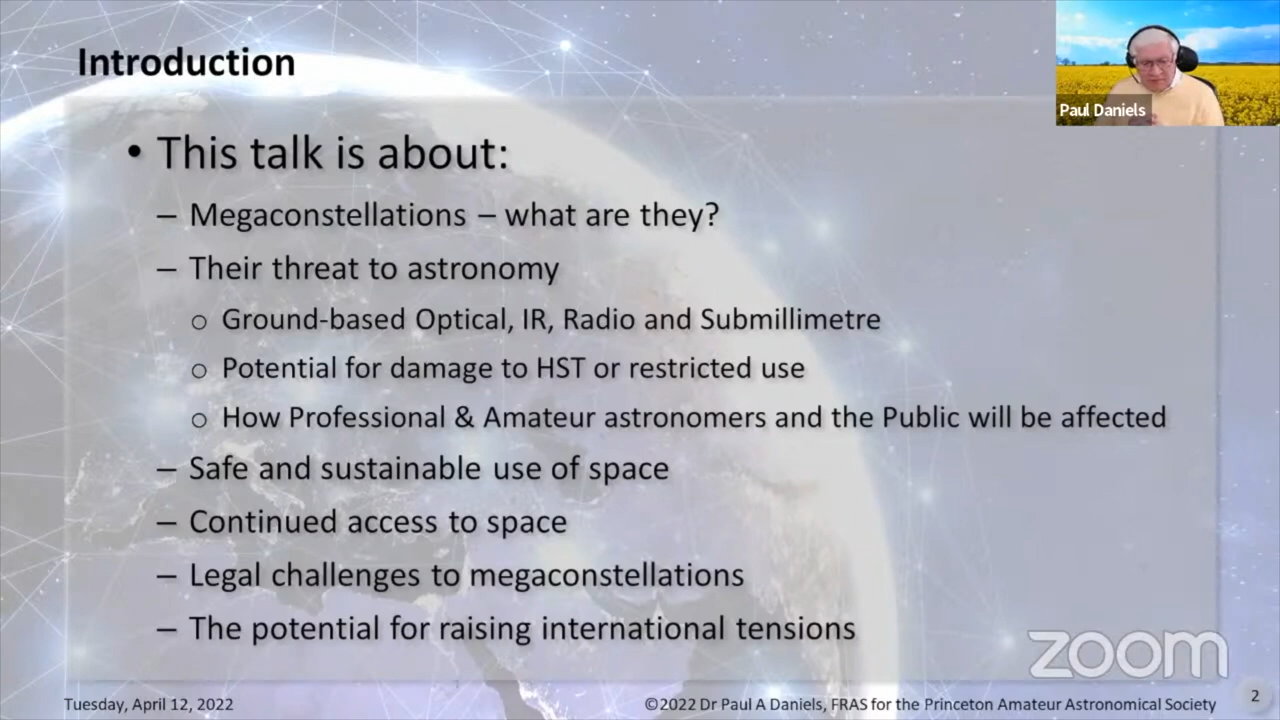 Introduction
Paul Daniels
• This talk is about:
– Megaconstellations – what are they?
– Their threat to astronomy
o Ground-based Optical, IR, Radio and Submillimetre
o Potential for damage to HST or restricted use
o How Professional & Amateur astronomers and the Public will be affected
– Safe and sustainable use of space
– Continued access to space
– Legal challenges to megaconstellations
– The potential for raising international tensions
zoom
Tuesday, April 12, 2022
©2022 Dr Paul A Daniels, FRAS for the Princeton Amateur Astronomical Society
2